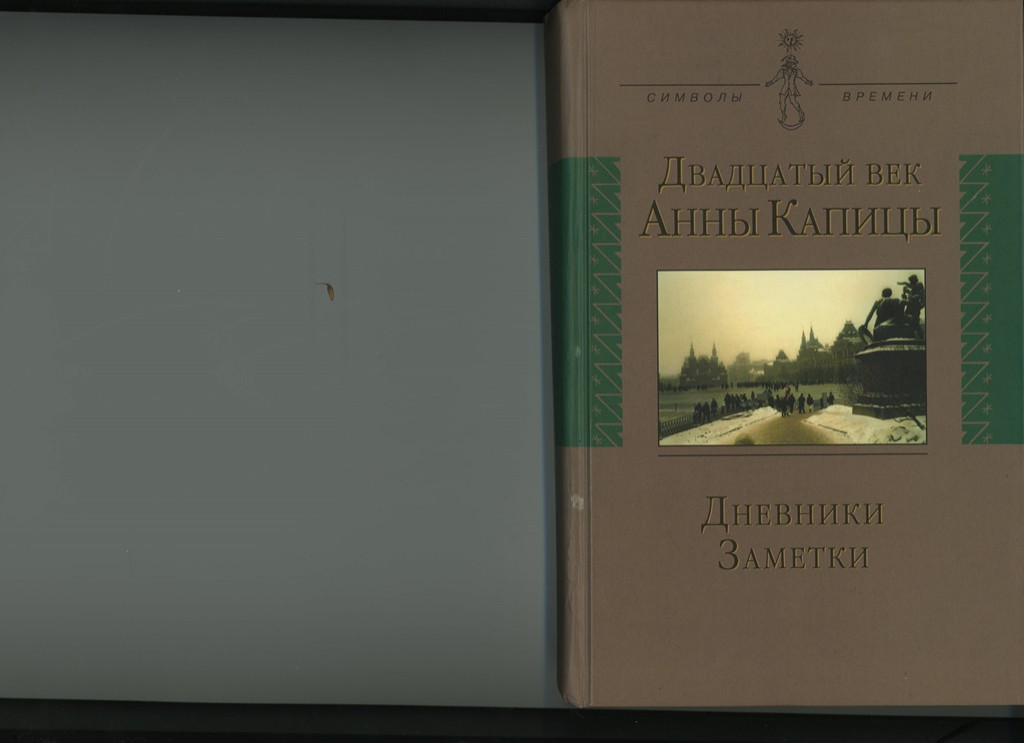 СИМВОЛЫ ВРЕМЕНИ
ДВАДЦАТЫЙ ВЕК
АННЫ КАПИЦЫ
ДНЕВНИКИ
ЗАМЕТКИ